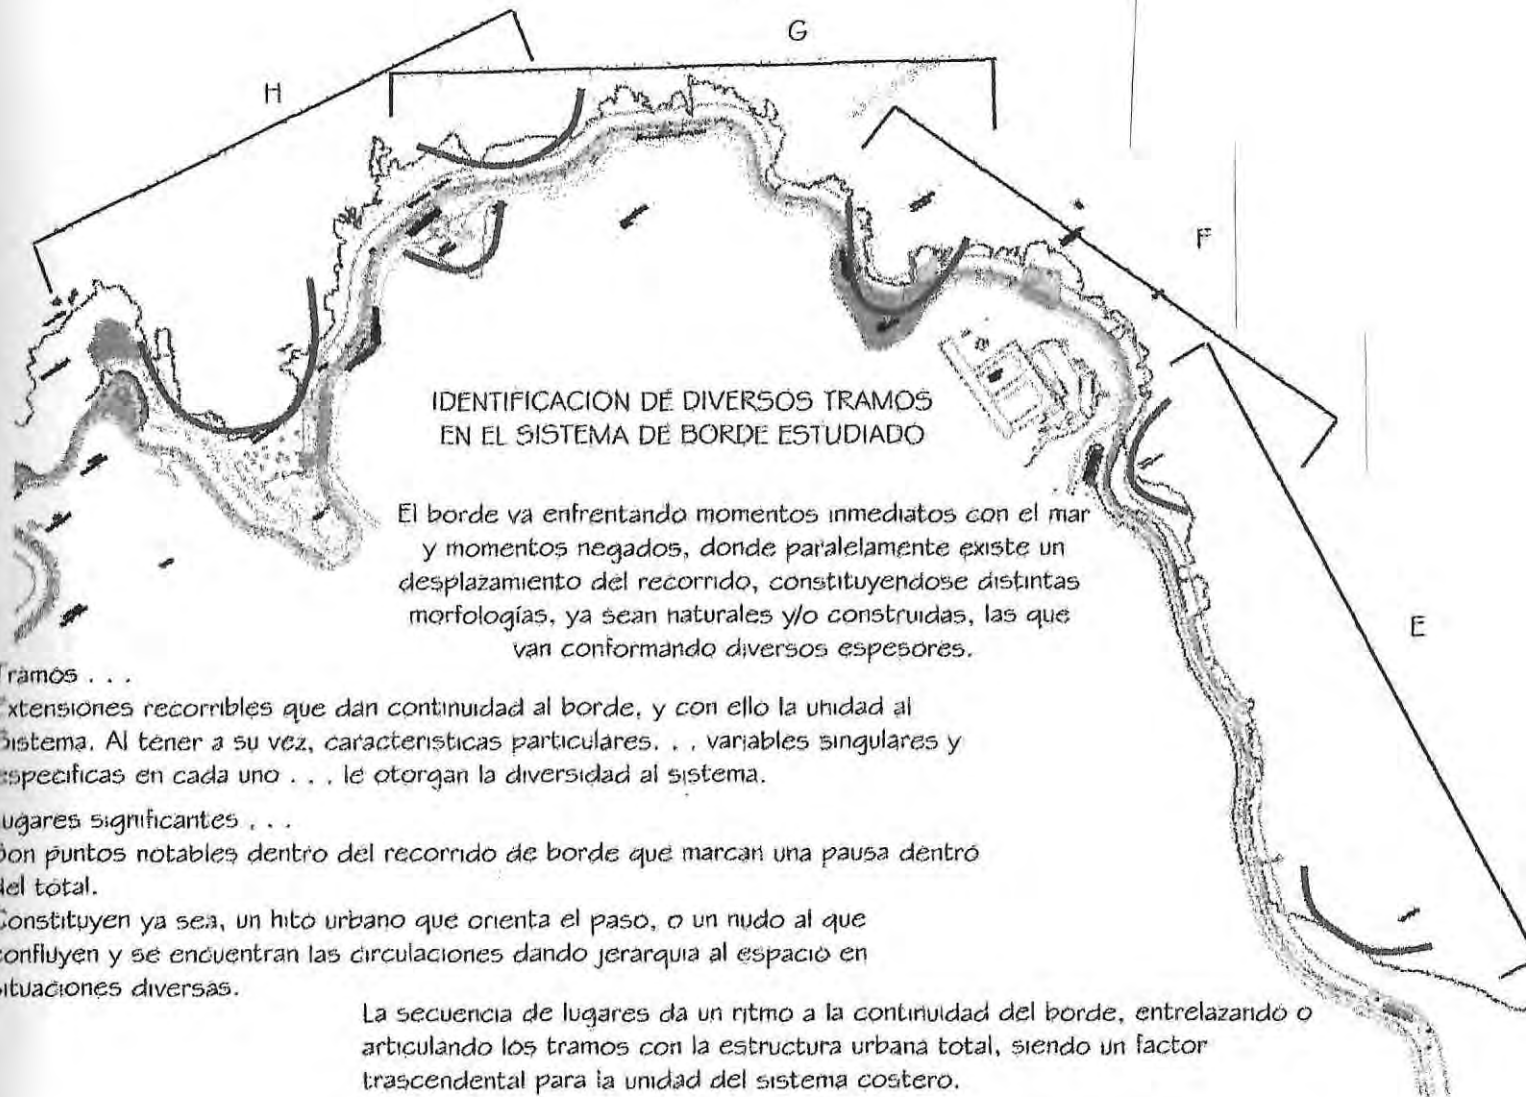 G
H
F
IDENTIFICACION DE DIVERSOS TRAMOS
EN EL SISTEMA DE BORDE ESTUDIADO
El borde va enfrentando momentos inmediatos con el mar
y momentos negados, donde paralelamente existe un
desplazamiento del recorrido, constituyendose distintas
morfologías, ya sean naturales y/o construidas, las que
van conformando diversos espesores.
E
ramos . . .
xtensiones recorribles que dan continuidad al borde, y con ello la unidad al
istema. Al tener a su vez, caracteristicas particulares. . . variables singulares y
specificas en cada uno . . . le otorgan la diversidad al sistema.
ugares significantes . . .
on puntos notables dentro del recorrido de borde que marcan una pausa dentro
del total.
Constituyen ya sea, un hito urbano que orienta el paso, o un nudo al que
confluyen y se encuentran las circulaciones dando jerarquia al espacio en
ituaciones diversas.
La secuencia de lugares da un ritmo a la continuidad del borde, entrelazando o
articulando los tramos con la estructura urbana total, siendo un factor
trascendental para la unidad del sistema costero.